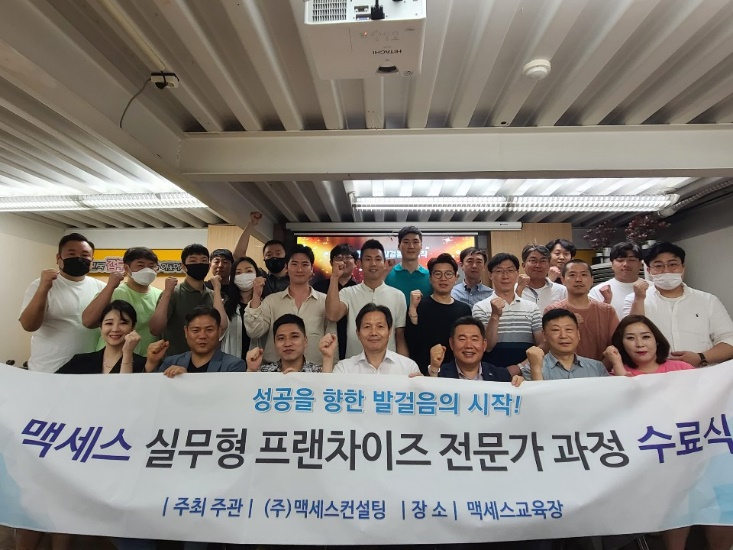 HITACHI
성공을 향한 발걸음의 시작!
맥세스 실무형 프랜차이즈 전문가 과정 수료식
| 주최 주관 | (주)맥세스컨설팅 | 장 소 | 맥세스교육장